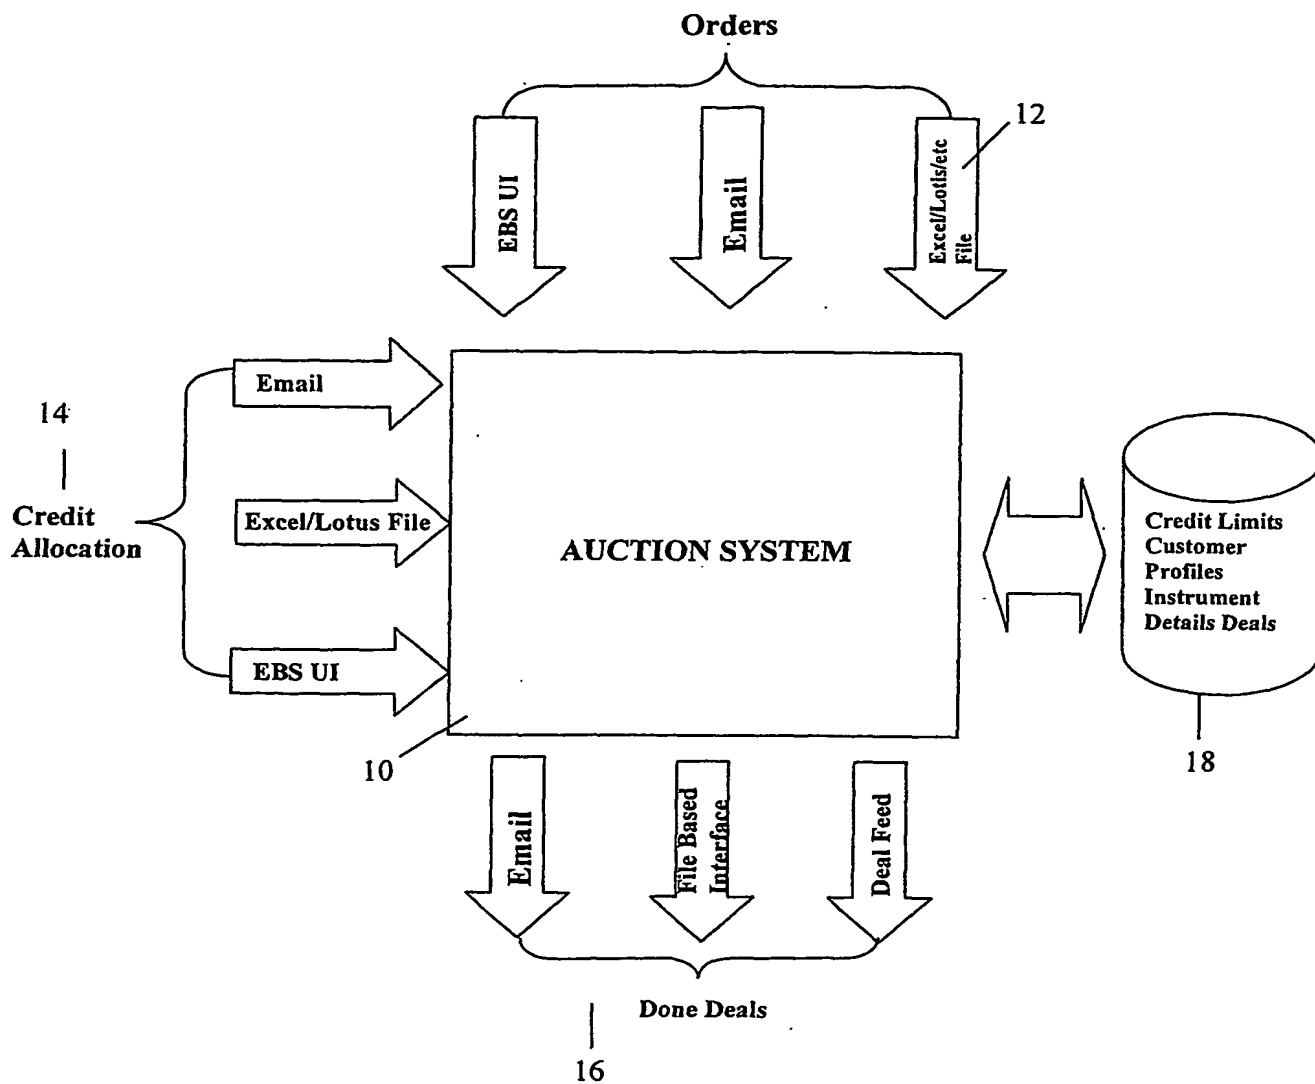 Orders
12
EBS UI
Email
Excel/Lotis/etc
File
Email
14
Credit
Allocation
Excel/Lotus File
EBS UI
AUCTION SYSTEM
Credit Limits
Customer
Profiles
Instrument
Details Deals
10
18
Email
File Based
Interface
Deal Feed
Done Deals
16